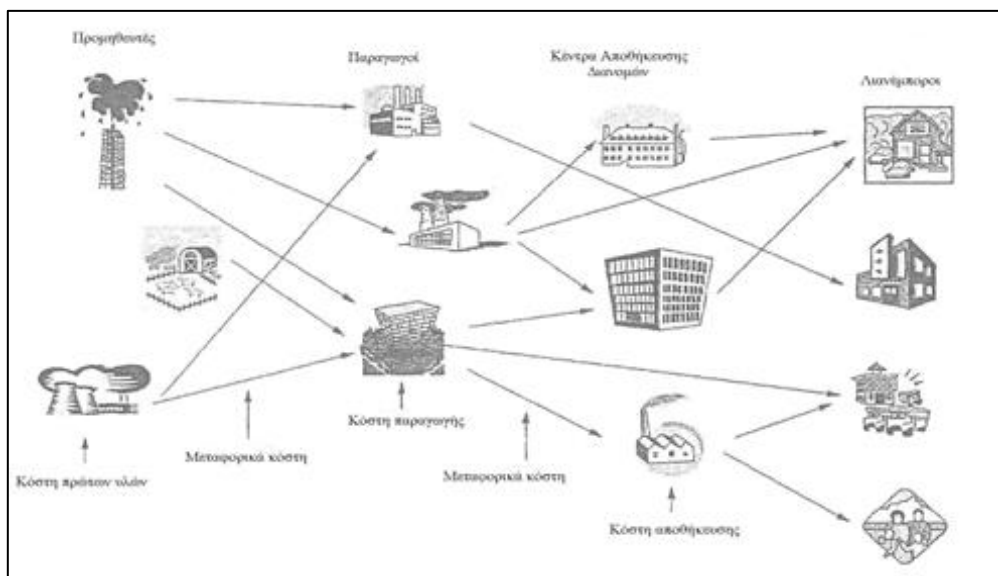 Προμηθευτές
Παραγωγοί
Κέντρα Αποθήκευσης
Διανομών
Λιανέμποροι
Κόστη παραγωγής
Μεταφορικά κόστη
Κόστη πρώτων υλών
Μεταφορικά κόστη
Κόστη αποθήκευσης